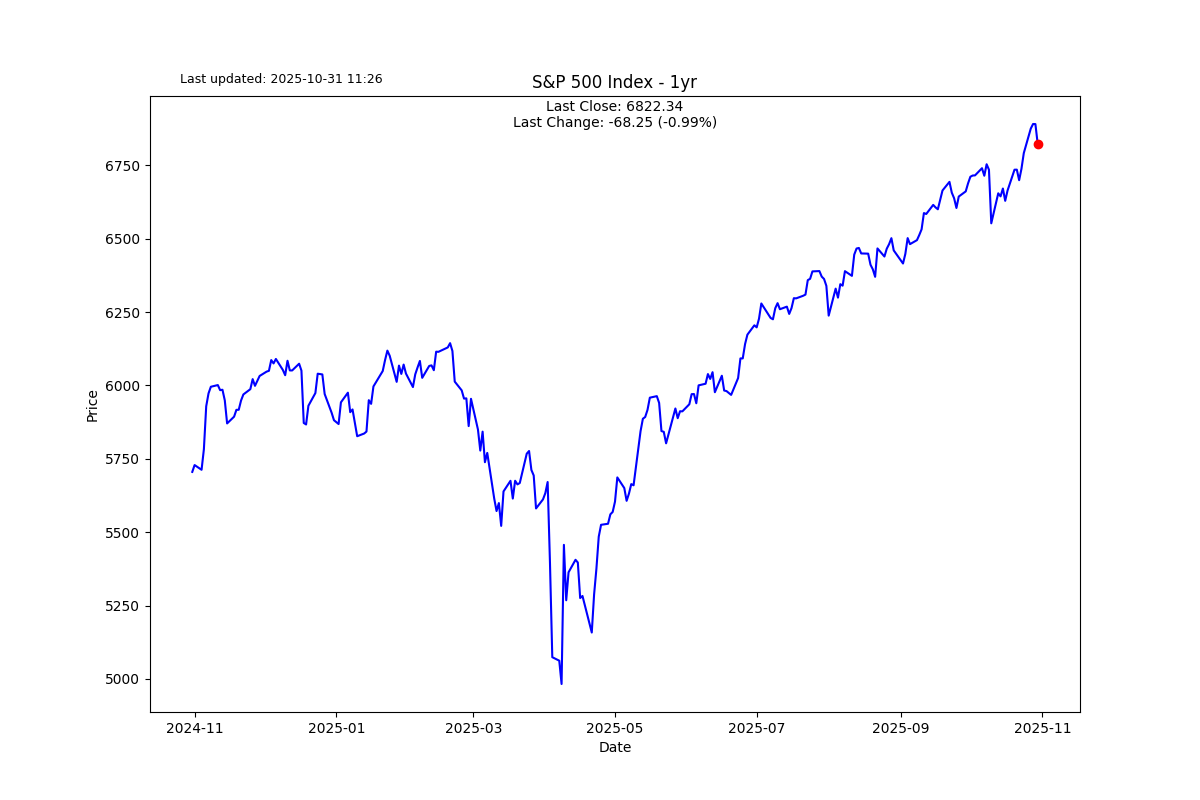 Last updated: 2025-10-31 11:26
S&P 500 Index - 1yr
Last Close: 6822.34
Last Change: -68.25 (-0.99%)
Price
6750
6500
6250
6000
5750
5500
5250
5000
2024-11 2025-01 2025-03 2025-05 2025-07 2025-09 2025-11
Date